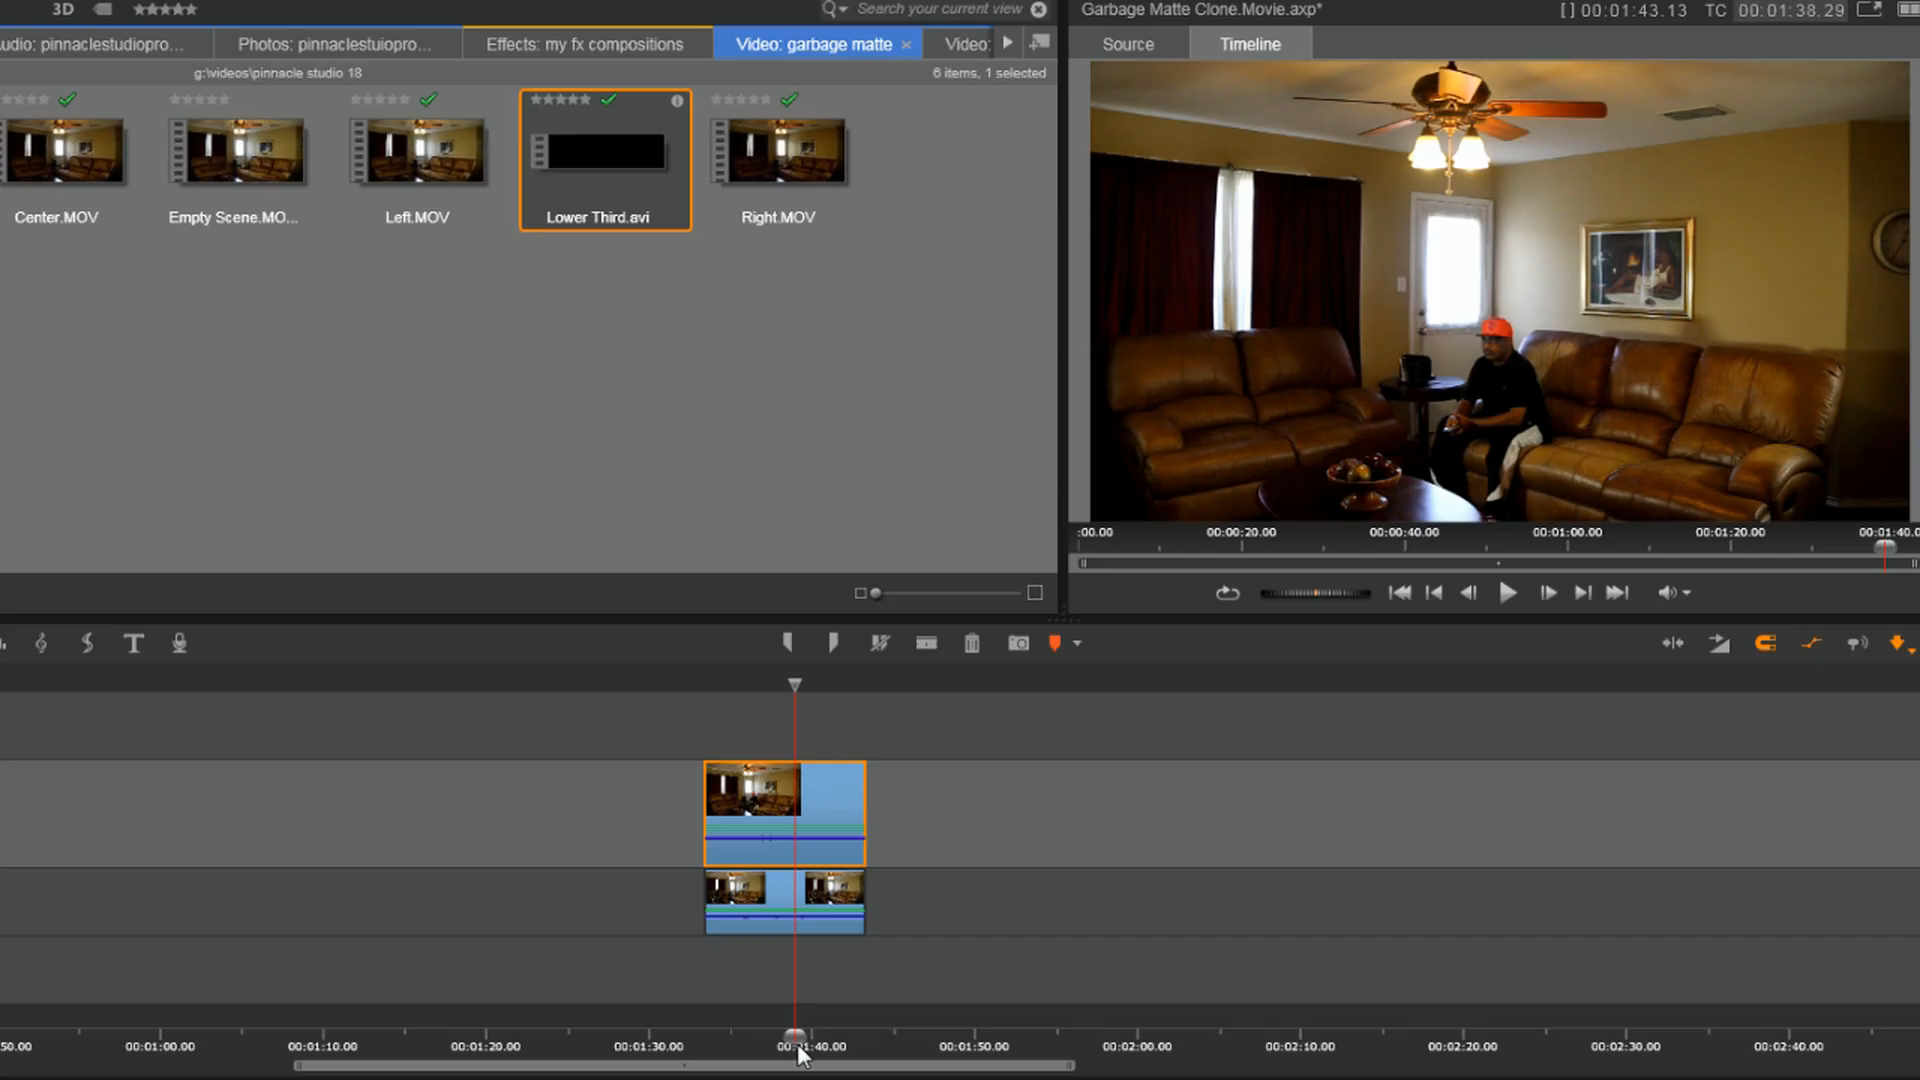 3D
Search your current view
Garbage Matte Clone.Movie.axp*
[] 00:01:43.13 TC 00:01:38.29
udio: pinnaclestudiopro...
Photos: pinnaclestuiopro...
Effects: my fx compositions
Video: garbage matte
Video:
Source
Timeline
g:\videos\pinnacle studio 18
6 items, 1 selected
Center.MOV
Empty Scene.MO...
Left.MOV
Lower Third.avi
Right.MOV
:00.00
00:00:20.00
00:00:40.00
00:01:00.00
00:01:20.00
00:01:40.0
50.00
00:01:00.00
00:01:10.00
00:01:20.00
00:01:30.00
00:01:40.00
00:01:50.00
00:02:00.00
00:02:10.00
00:02:20.00
00:02:30.00
00:02:40.00